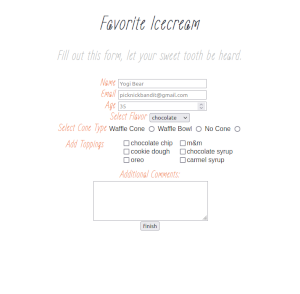 Favorite Icecream
Fill out this form, let your sweet tooth be heard.
Name Yogi Bear
Email picknickbandit@gmail.com
Age 35
Select Flavor chocolate
Select Cone Type Waffle Cone Waffle Bowl No Cone
Add Toppings chocolate chip m&m
cookie dough chocolate syrup
oreo carmel syrup
Additional Comments:
finish